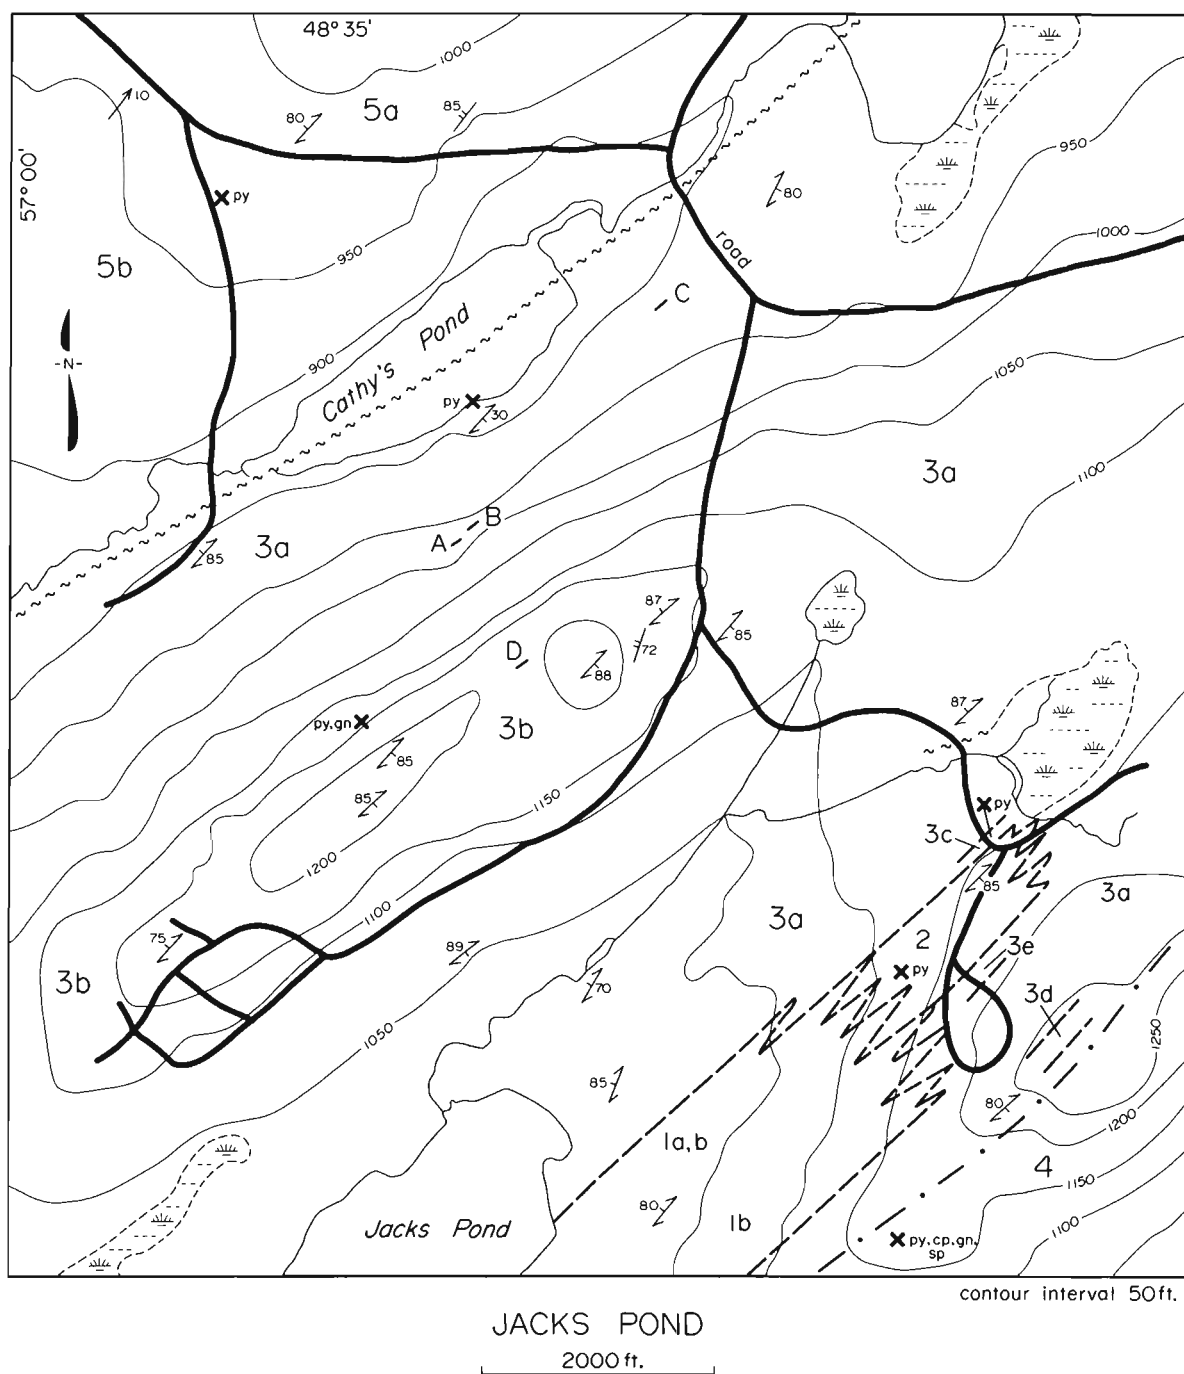 48° 35'
1000
10
80
5a
85
57° 00'
py
950
80
5b
950
road
1000
C
-N-
900
Cathy's Pond
1050
py
30
3a
1100
B
A
3a
85
87
85
72
D
88
87
py,gn
3b
85
85
1150
py
3c
1200
85
3a
1100
3a
75
89
2
3e
3b
py
70
3d
1050
1250
85
80
1200
1a,b
4
1150
80
Jacks Pond
1b
1100
py,cp,gn,
sp
contour interval 50ft.
JACKS POND
2000 ft.